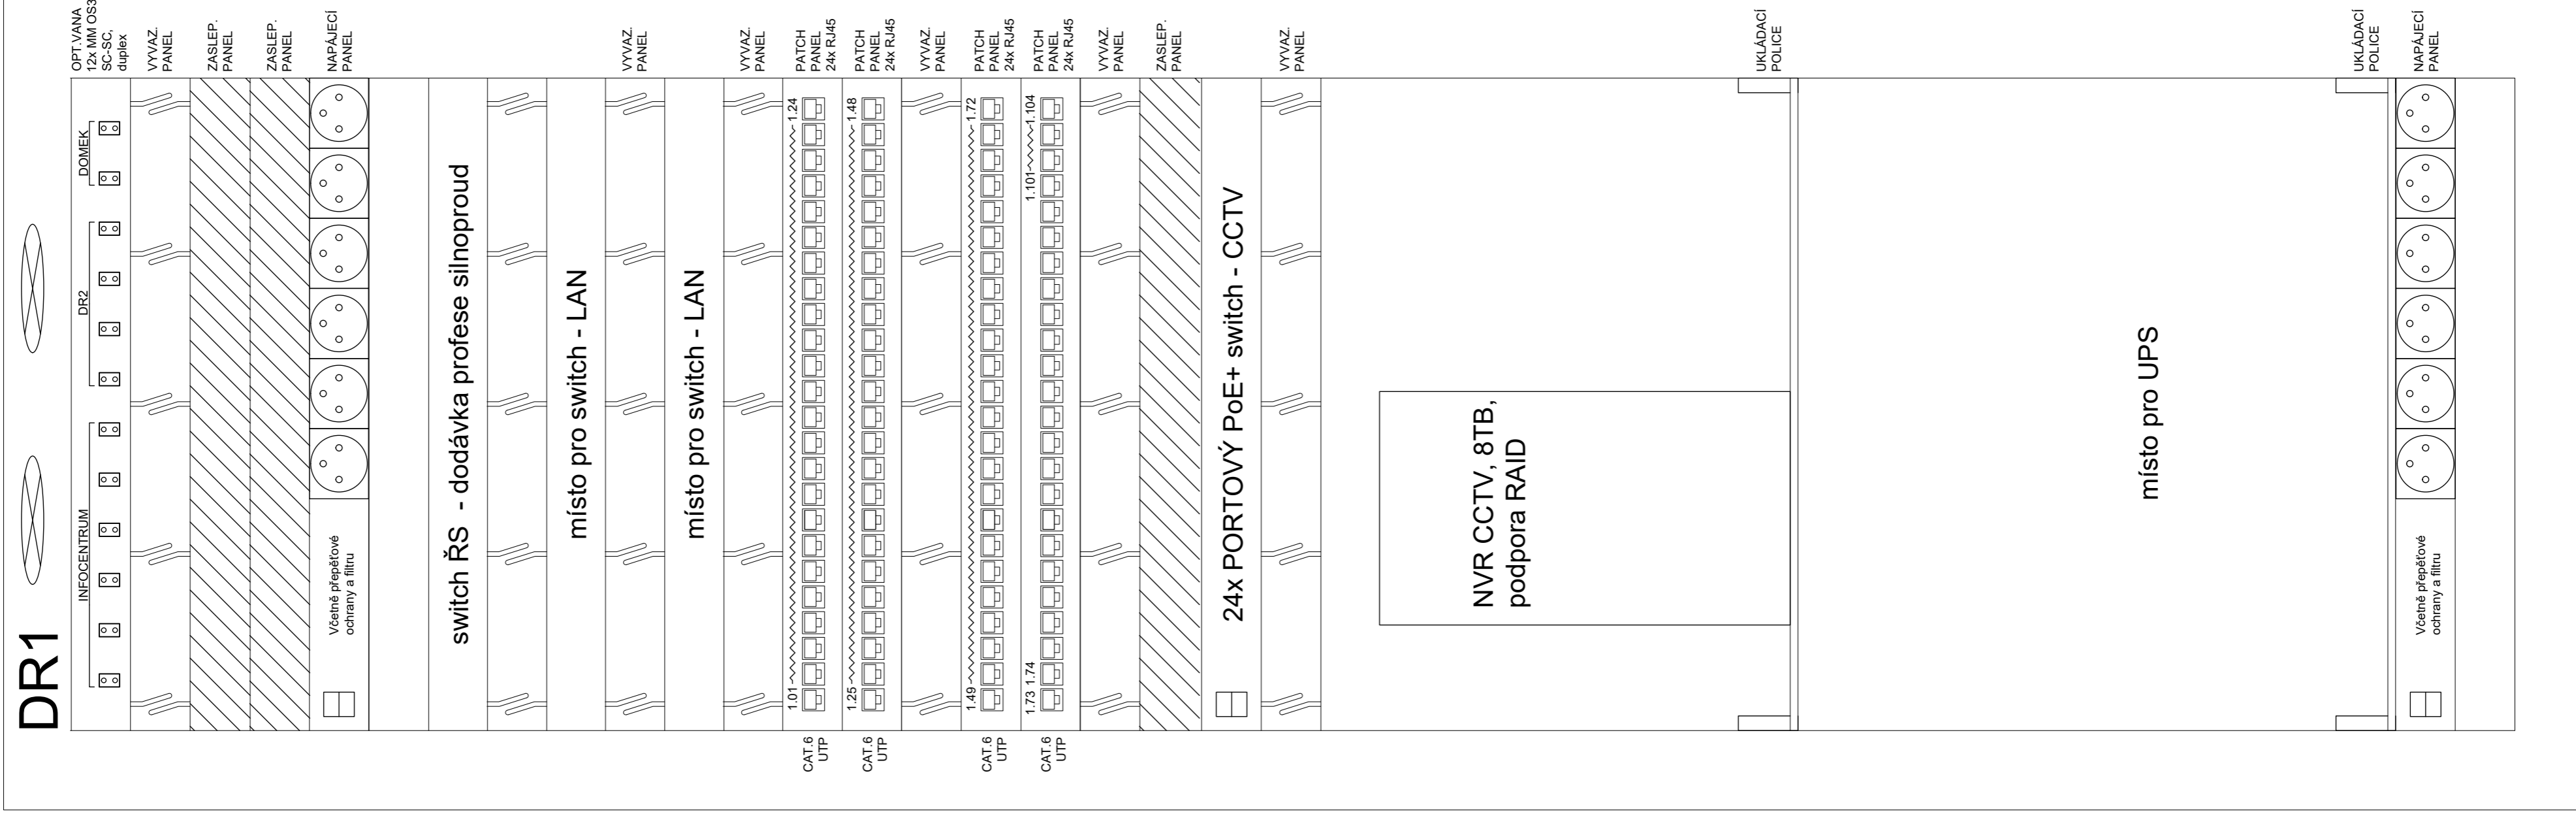 DR1
OPT.VANA
12x MM OS3
SC-SC,
duplex
INFOCENTRUM
DR2
DOMEK
VYVAZ.
PANEL
ZASLEP.
PANEL
ZASLEP.
PANEL
NAPÁJECÍ
PANEL
Včetně přepěťové
ochrany a filtru
switch ŘS - dodávka profese silnoproud
místo pro switch - LAN
VYVAZ.
PANEL
místo pro switch - LAN
VYVAZ.
PANEL
PATCH
PANEL
24x RJ45
1.01
1.24
CAT.6
UTP
PATCH
PANEL
24x RJ45
1.25
1.48
CAT.6
UTP
VYVAZ.
PANEL
PATCH
PANEL
24x RJ45
1.49
1.72
CAT.6
UTP
PATCH
PANEL
24x RJ45
1.73 1.74
1.101
1.104
CAT.6
UTP
VYVAZ.
PANEL
ZASLEP.
PANEL
24x PORTOVÝ PoE+ switch - CCTV
VYVAZ.
PANEL
NVR CCTV, 8TB,
podpora RAID
UKLÁDACÍ
POLICE
místo pro UPS
UKLÁDACÍ
POLICE
NAPÁJECÍ
PANEL
Včetně přepěťové
ochrany a filtru